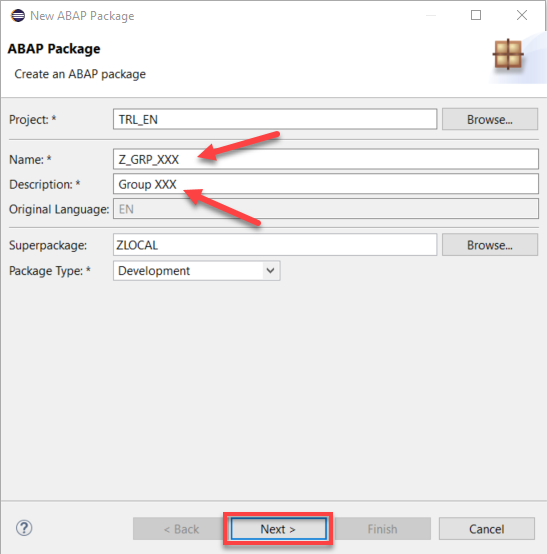 New ABAP Package
ABAP Package
Create an ABAP package
Project: * TRL_EN Browse...
Name: * Z_GRP_XXX
Description: * Group XXX
Original Language: EN
Superpackage: ZLOCAL Browse...
Package Type: * Development
? < Back Next > Finish Cancel